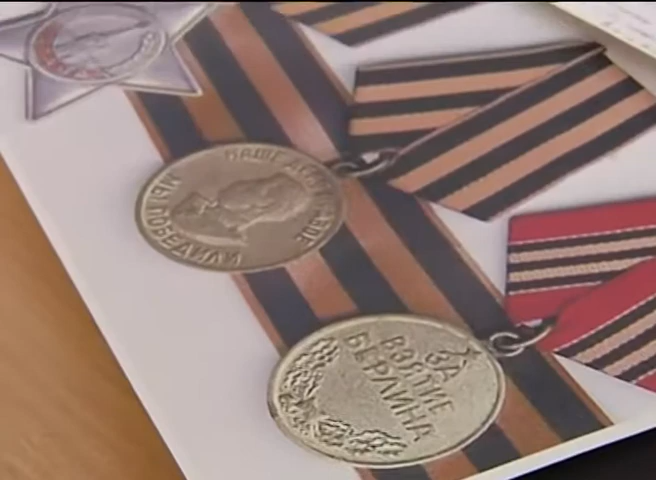 НАШЕ ДЕЛО ПРАВОЕ
МЫ ПОБЕДИЛИ
ЗА
ВЗЯТИЕ
БЕРЛИНА